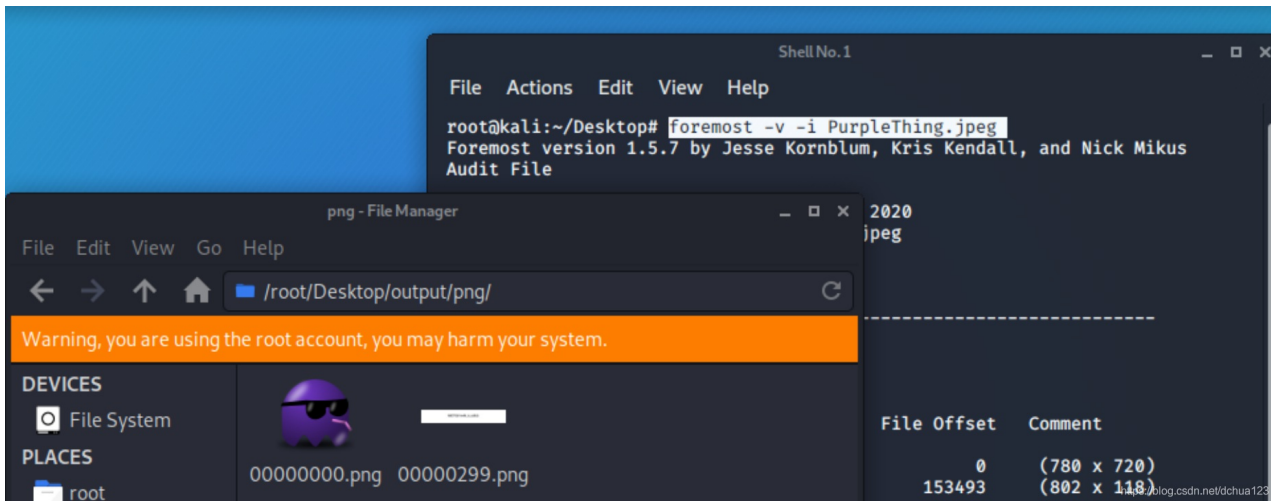 Shell No. 1
File Actions Edit View Help
root@kali:~/Desktop# foremost -v -i PurpleThing.jpeg
Foremost version 1.5.7 by Jesse Kornblum, Kris Kendall, and Nick Mikus
Audit File
2020
jpeg
---------------------------
File Offset Comment
0 (780 x 720)
153493 (802 x 118)
png - File Manager
File Edit View Go Help
/root/Desktop/output/png/
Warning, you are using the root account, you may harm your system.
DEVICES
File System
PLACES
root
00000000.png 00000299.png
https://blog.csdn.net/dchua123